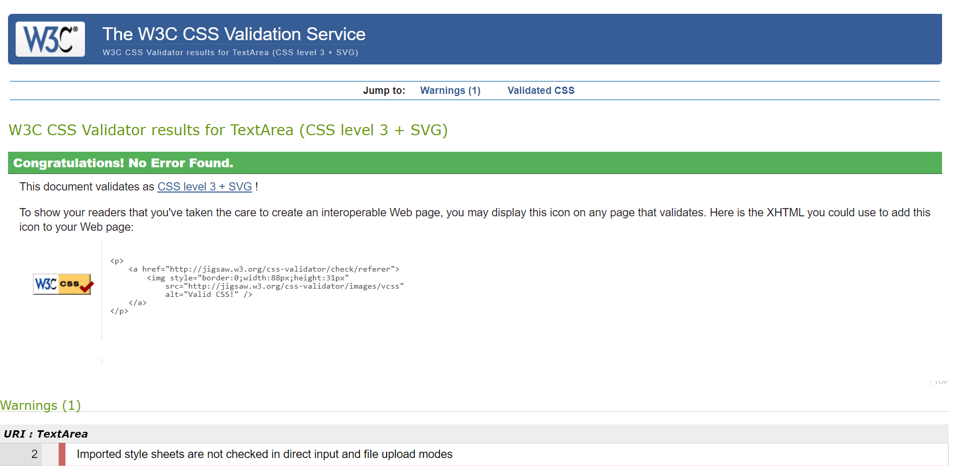 W3C®
The W3C CSS Validation Service
W3C CSS Validator results for TextArea (CSS level 3 + SVG)
Jump to: Warnings (1) Validated CSS
W3C CSS Validator results for TextArea (CSS level 3 + SVG)
Congratulations! No Error Found.
This document validates as CSS level 3 + SVG !
To show your readers that you've taken the care to create an interoperable Web page, you may display this icon on any page that validates. Here is the XHTML you could use to add this
icon to your Web page:
W3C css
<p>
<a href="http://jigsaw.w3.org/css-validator/check/referer">
<img style="border:0;width:88px;height:31px"
src="http://jigsaw.w3.org/css-validator/images/vcss"
alt="Valid CSS!" />
</a>
</p>
Warnings (1)
URI : TextArea
2 Imported style sheets are not checked in direct input and file upload modes